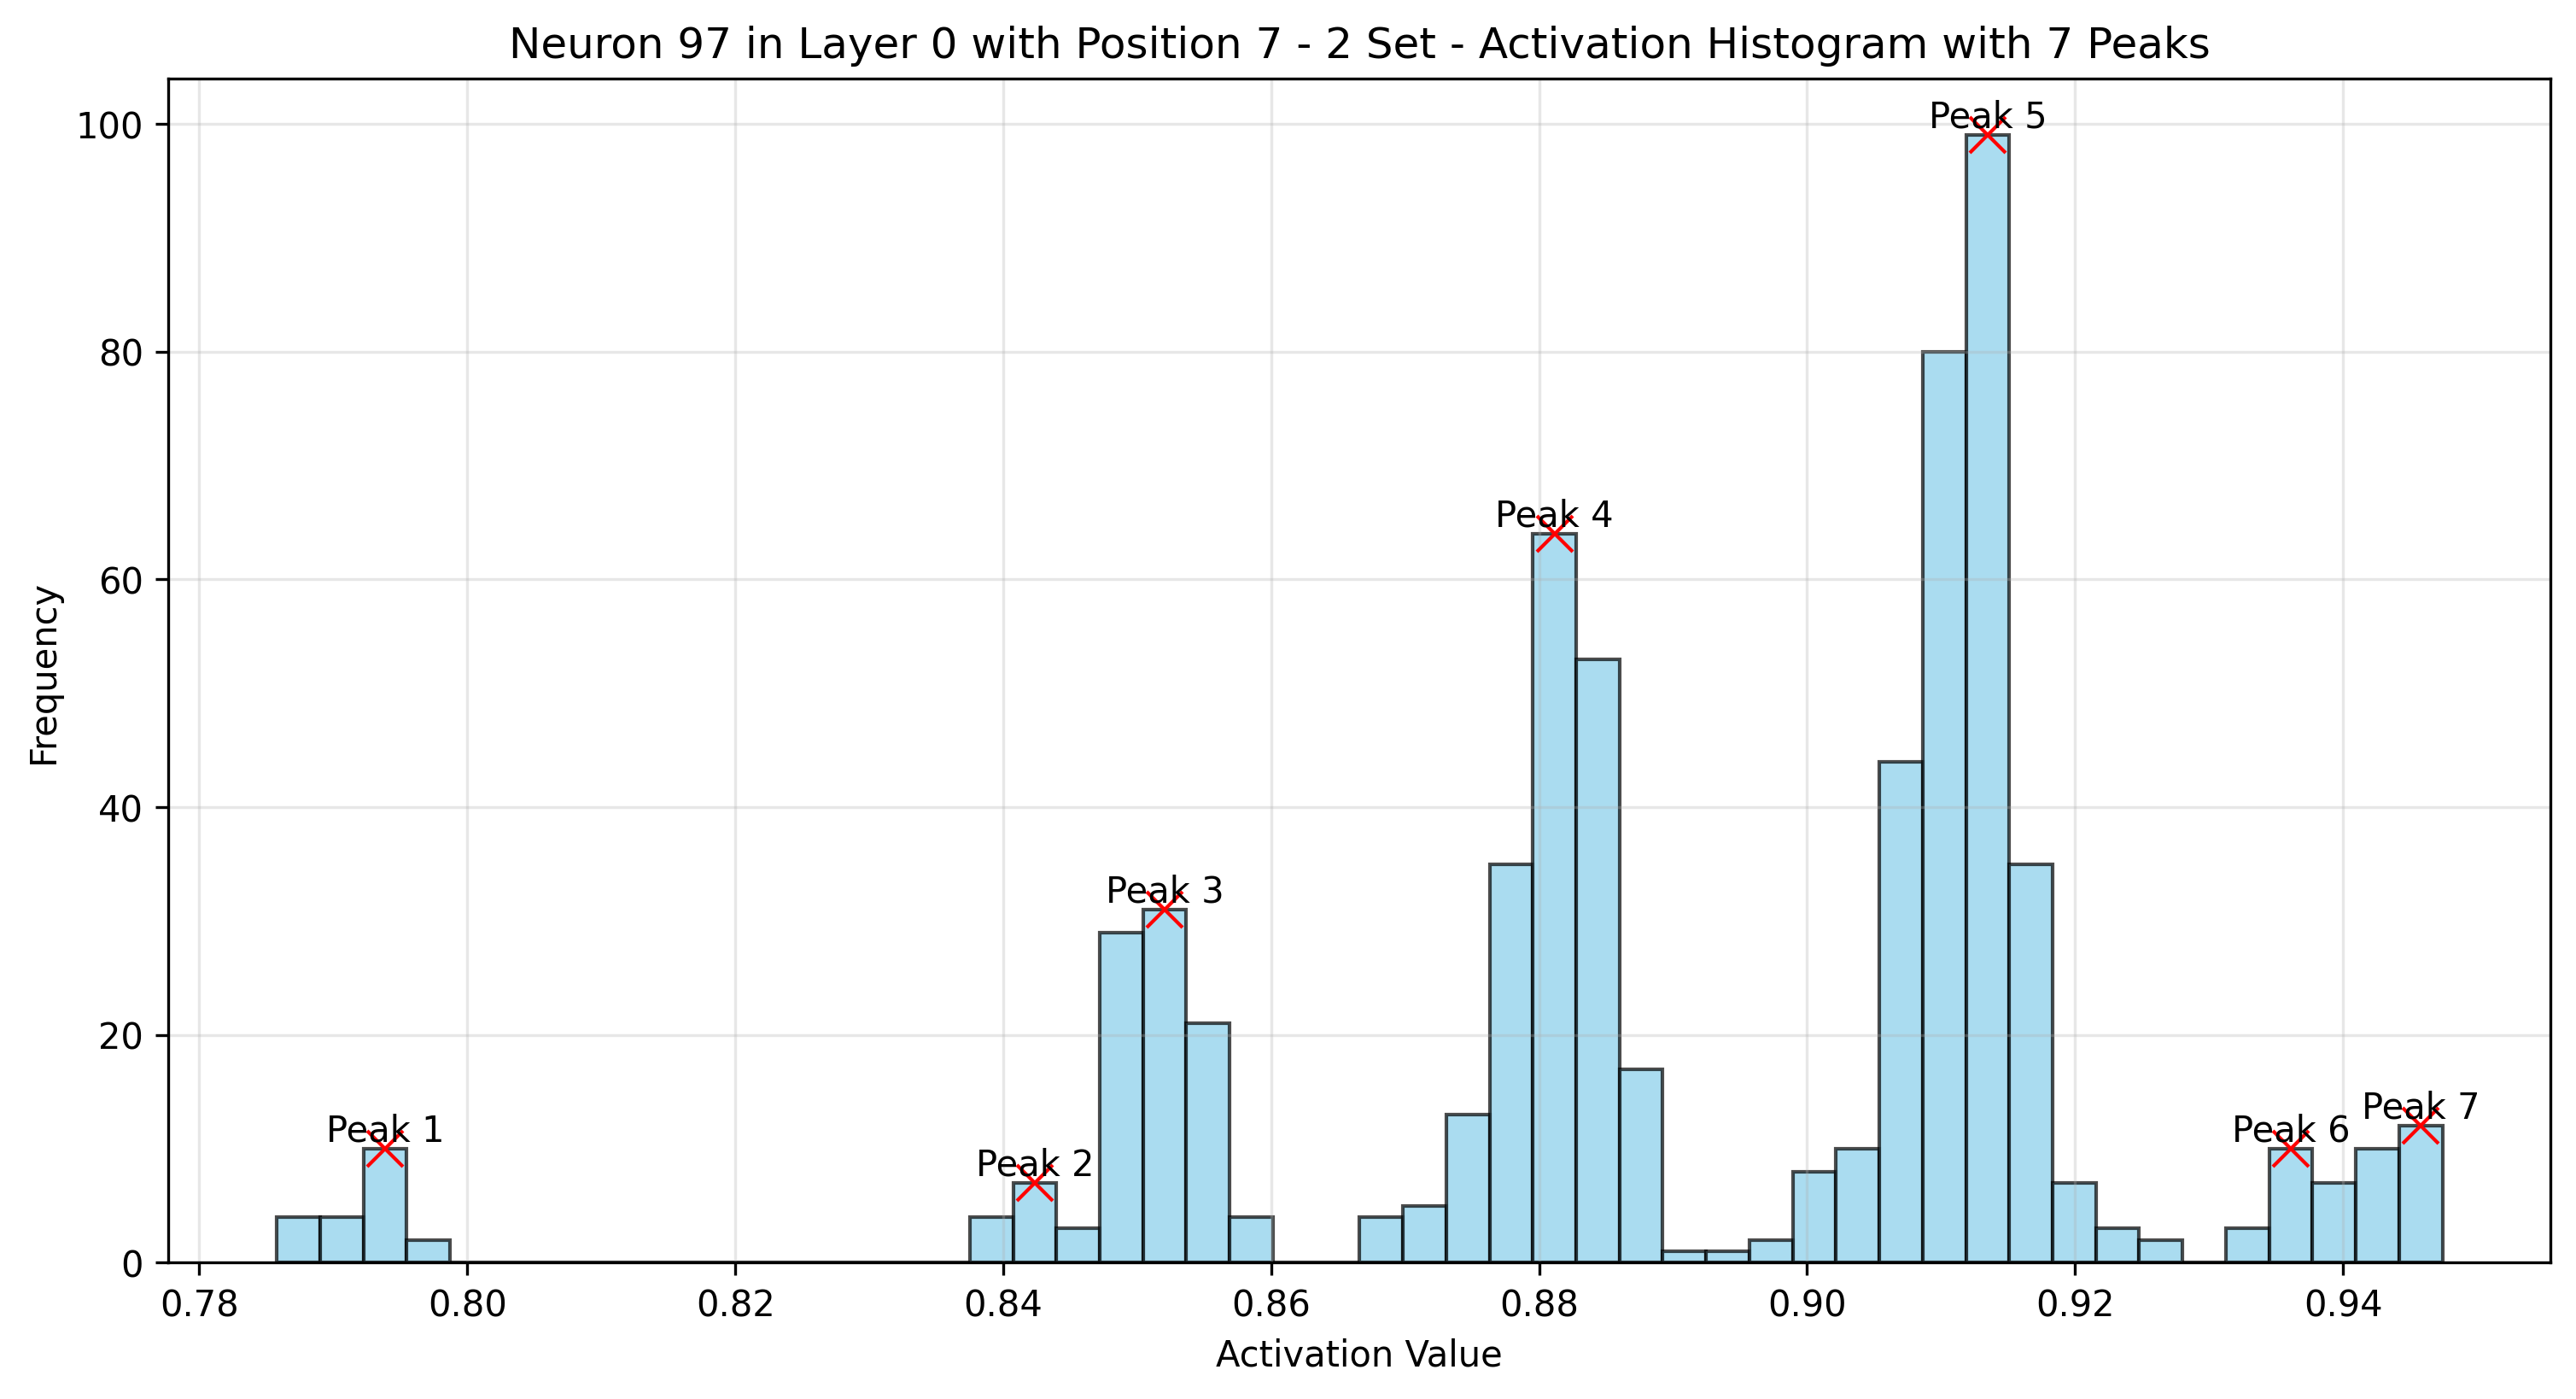 Neuron 97 in Layer 0 with Position 7 - 2 Set - Activation Histogram with 7 Peaks
Frequency
100
80
60
40
20
0
Peak 1
Peak 2
Peak 3
Peak 4
Peak 5
Peak 6
Peak 7
0.78
0.80
0.82
0.84
0.86
0.88
0.90
0.92
0.94
Activation Value